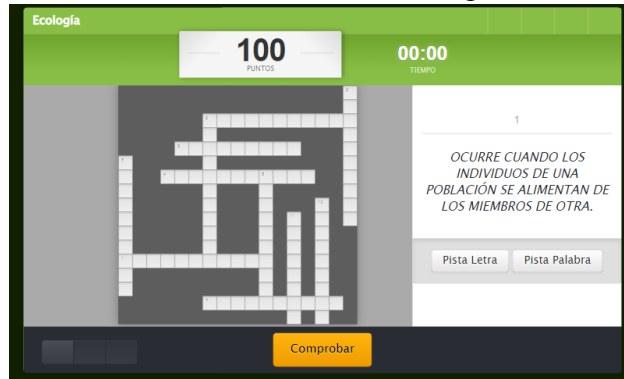 Ecología
100
PUNTOS
00:00
TIEMPO
1
OCURRE CUANDO LOS
INDIVIDUOS DE UNA
POBLACIÓN SE ALIMENTAN DE
LOS MIEMBROS DE OTRA.
Pista Letra
Pista Palabra
Comprobar